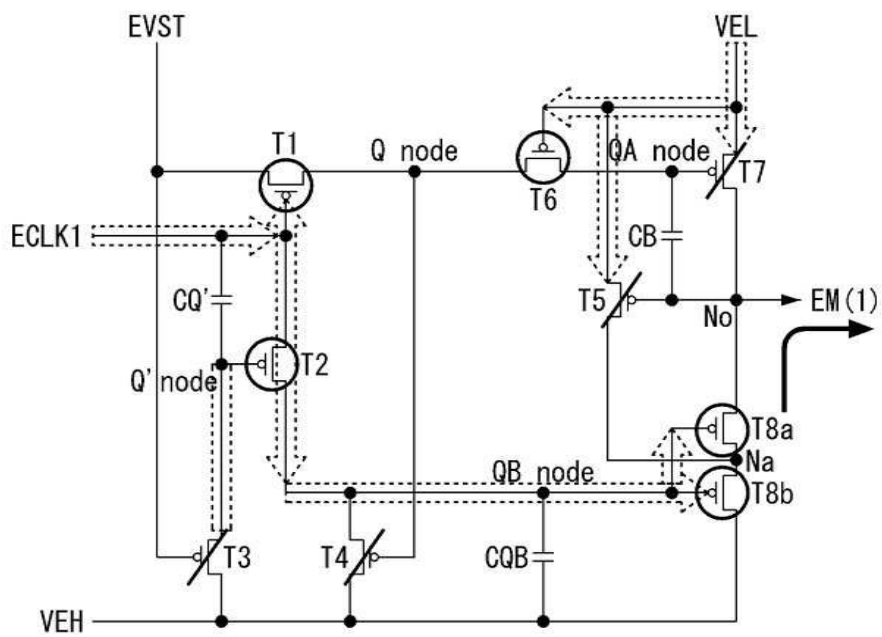 EVST
VEL
T1
Q node
QA node
T7
T6
ECLK1
CB
CQ'
T5
No
EM(1)
Q' node
T2
T8a
Na
QB node
T8b
T3
T4
CQB
VEH